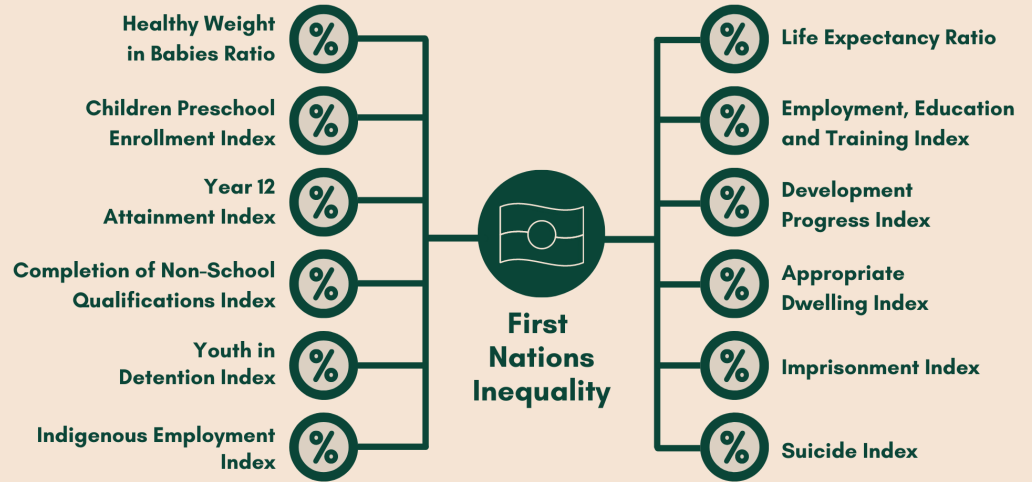 Healthy Weight
in Babies Ratio
%
Children Preschool
Enrollment Index
%
Year 12
Attainment Index
%
Completion of Non-School
Qualifications Index
%
Youth in
Detention Index
%
Indigenous Employment
Index
%
First
Nations
Inequality
%
Life Expectancy Ratio
%
Employment, Education
and Training Index
%
Development
Progress Index
%
Appropriate
Dwelling Index
%
Imprisonment Index
%
Suicide Index